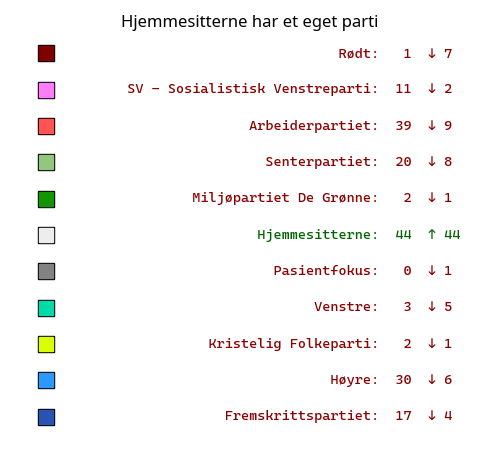 Hjemmesitterne har et eget parti
Rødt: 1 ↓ 7
SV - Sosialistisk Venstreparti: 11 ↓ 2
Arbeiderpartiet: 39 ↓ 9
Senterpartiet: 20 ↓ 8
Miljøpartiet De Grønne: 2 ↓ 1
Hjemmesitterne: 44 ↑ 44
Pasientfokus: 0 ↓ 1
Venstre: 3 ↓ 5
Kristelig Folkeparti: 2 ↓ 1
Høyre: 30 ↓ 6
Fremskrittspartiet: 17 ↓ 4